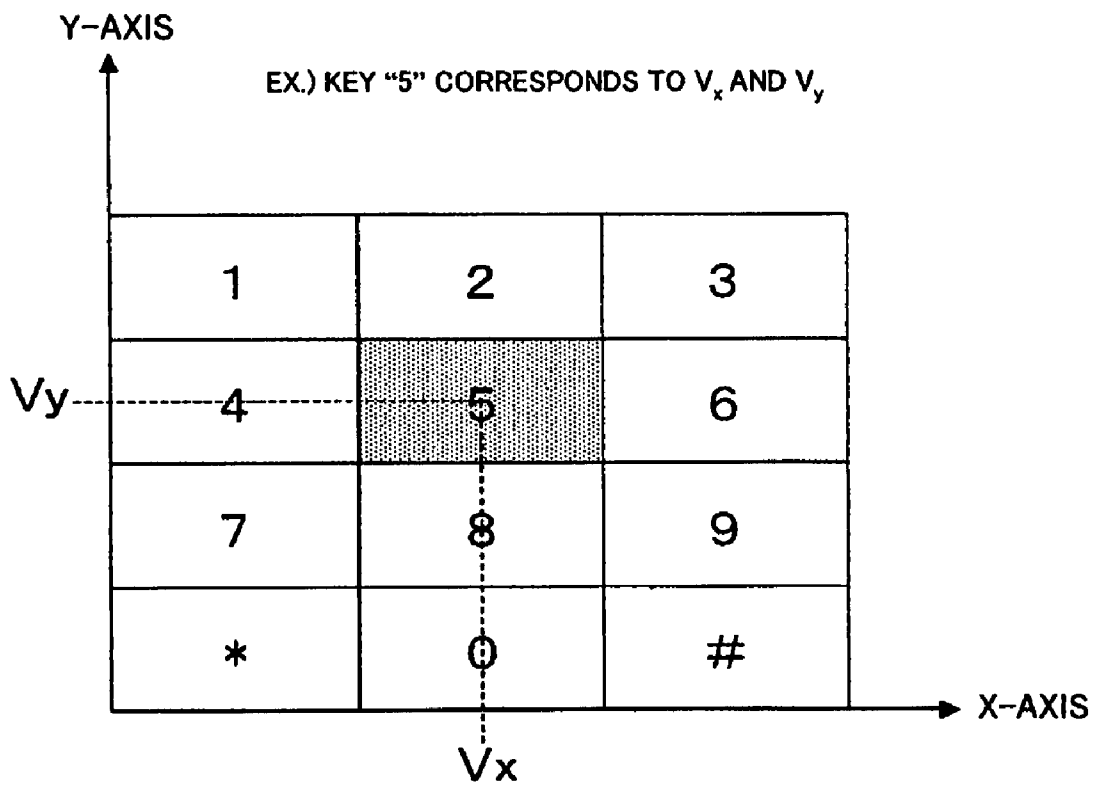 Y-AXIS
EX.) KEY “5” CORRESPONDS TO Vx AND Vy
1 2 3
Vy 4 5 6
7 8 9
* 0 #
X-AXIS
Vx